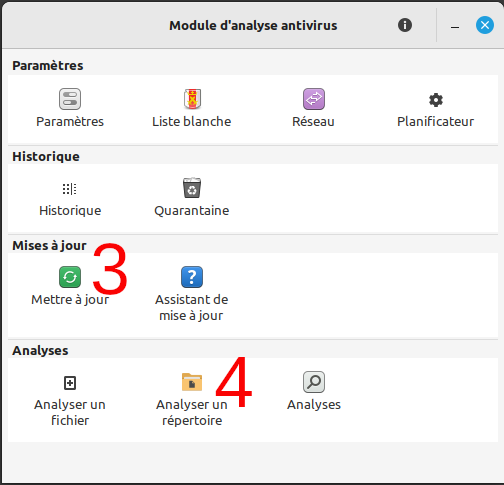 Module d'analyse antivirus
Paramètres
Paramètres
Liste blanche
Réseau
Planificateur
Historique
Historique
Quarantaine
Mises à jour
3
Mettre à jour
?
Assistant de
mise à jour
Analyses
4
Analyser un
fichier
Analyser un
répertoire
Analyses